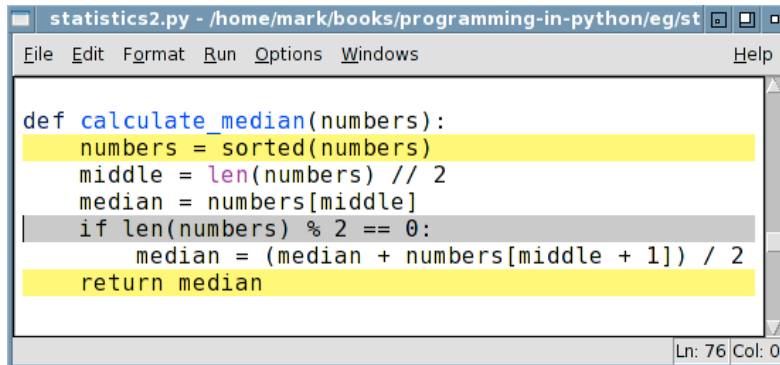 statistics2.py - /home/mark/books/programming-in-python/eg/st
File Edit Format Run Options Windows Help
def calculate_median(numbers):
    numbers = sorted(numbers)
    middle = len(numbers) // 2
    median = numbers[middle]
    if len(numbers) % 2 == 0:
        median = (median + numbers[middle + 1]) / 2
    return median
Ln: 76 Col: 0